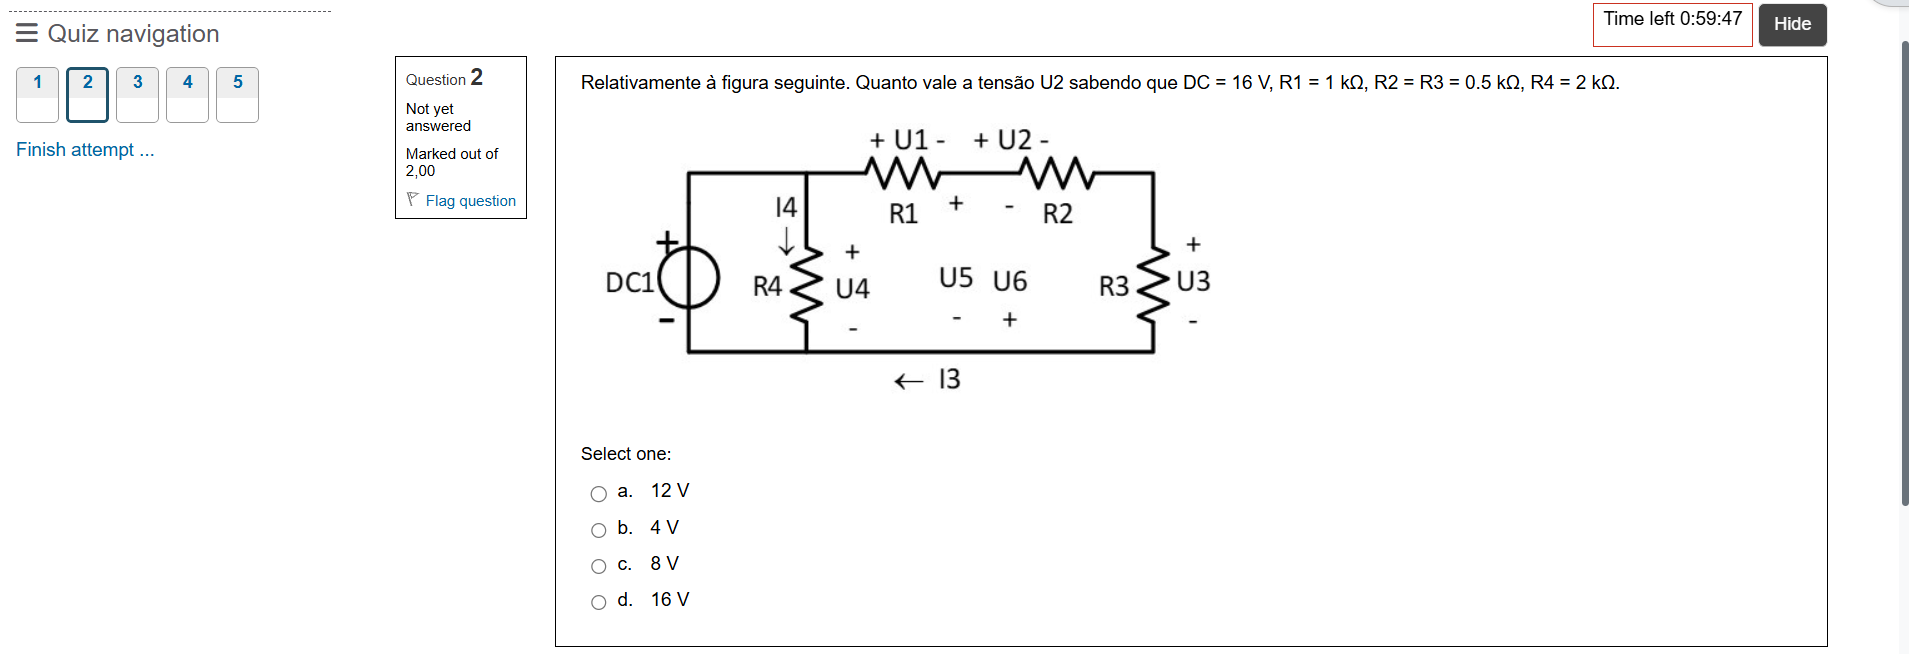 Quiz navigation
1 2 3 4 5
Finish attempt ...
Time left 0:59:47
Hide
Question 2
Not yet
answered
Marked out of
2,00
Flag question
Relativamente à figura seguinte. Quanto vale a tensão U2 sabendo que DC = 16 V, R1 = 1 kΩ, R2 = R3 = 0.5 kΩ, R4 = 2 kΩ.
+ U1 - + U2 -
I4
R1 + - R2
+ + +
DC1 R4 U4 U5 U6 R3 U3
- - - + -
← I3
Select one:
a. 12 V
b. 4 V
c. 8 V
d. 16 V